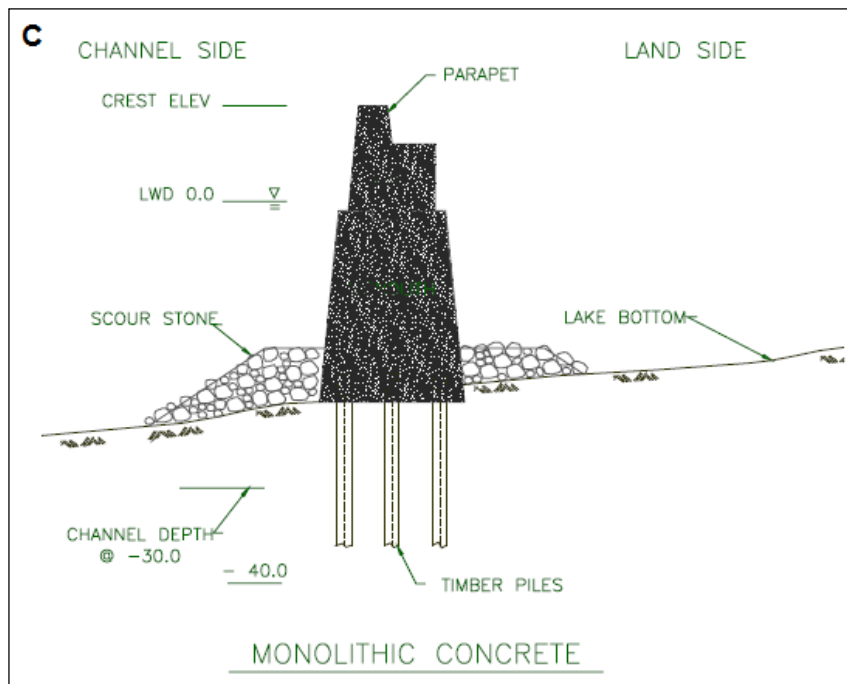 C
CHANNEL SIDE
LAND SIDE
PARAPET
CREST ELEV
LWD 0.0
SCOUR STONE
LAKE BOTTOM
CHANNEL DEPTH
@ -30.0
- 40.0
TIMBER PILES
MONOLITHIC CONCRETE